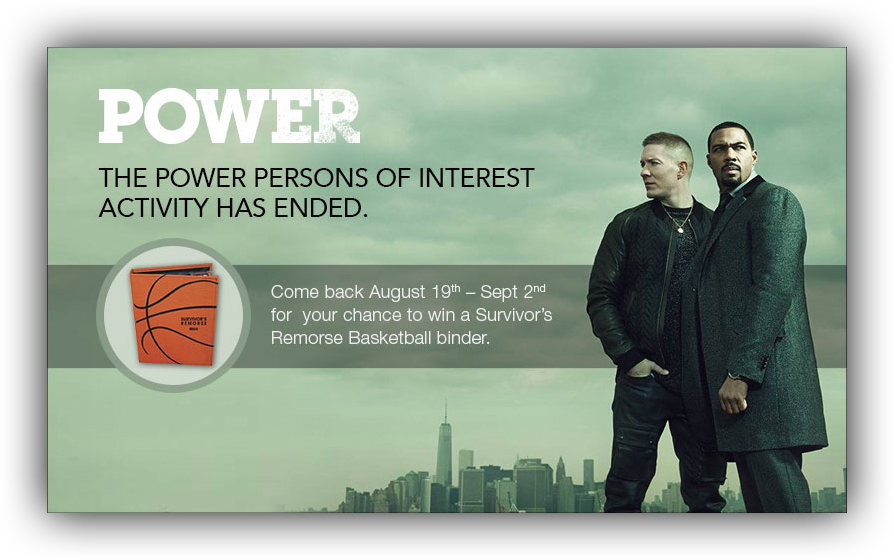 POWER
THE POWER PERSONS OF INTEREST
ACTIVITY HAS ENDED.
SURVIVOR'S
REMORSE
Come back August 19th – Sept 2nd
for  your chance to win a Survivor's
Remorse Basketball binder.